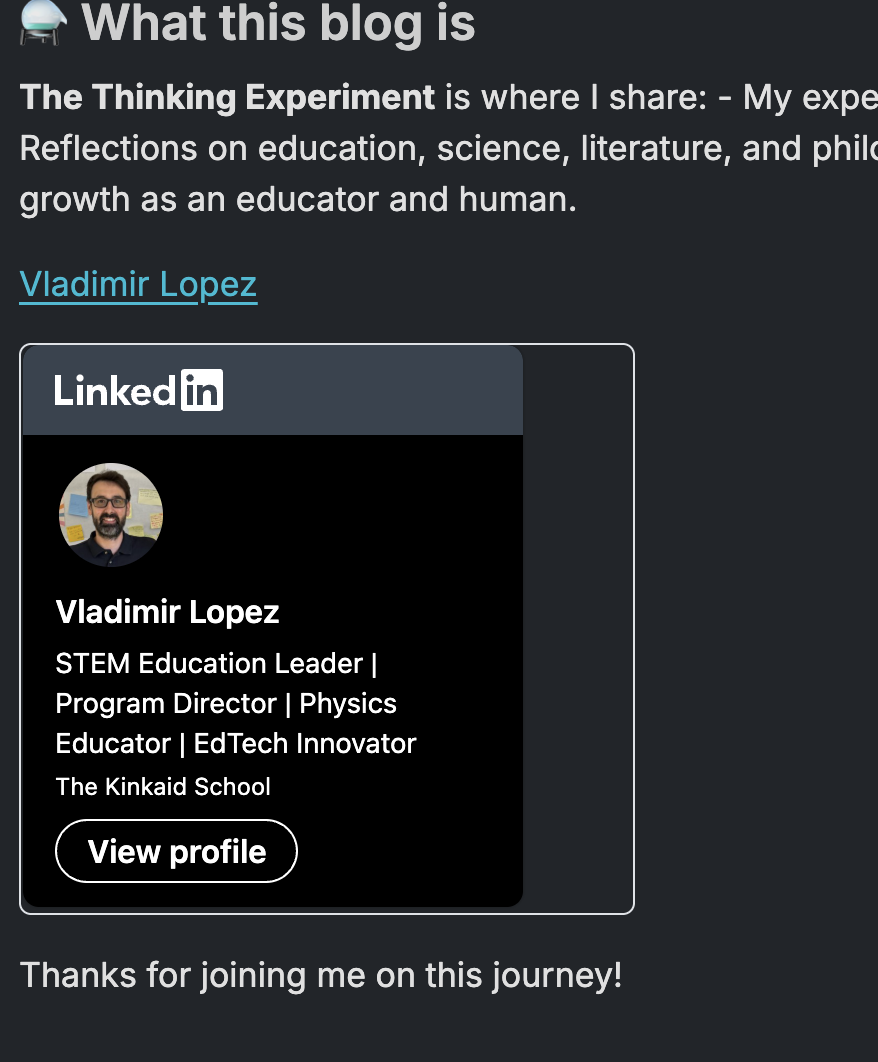 What this blog is
The Thinking Experiment is where I share: - My expe
Reflections on education, science, literature, and philo
growth as an educator and human.
Vladimir Lopez
LinkedIn
Vladimir Lopez
STEM Education Leader |
Program Director | Physics
Educator | EdTech Innovator
The Kinkaid School
View profile
Thanks for joining me on this journey!